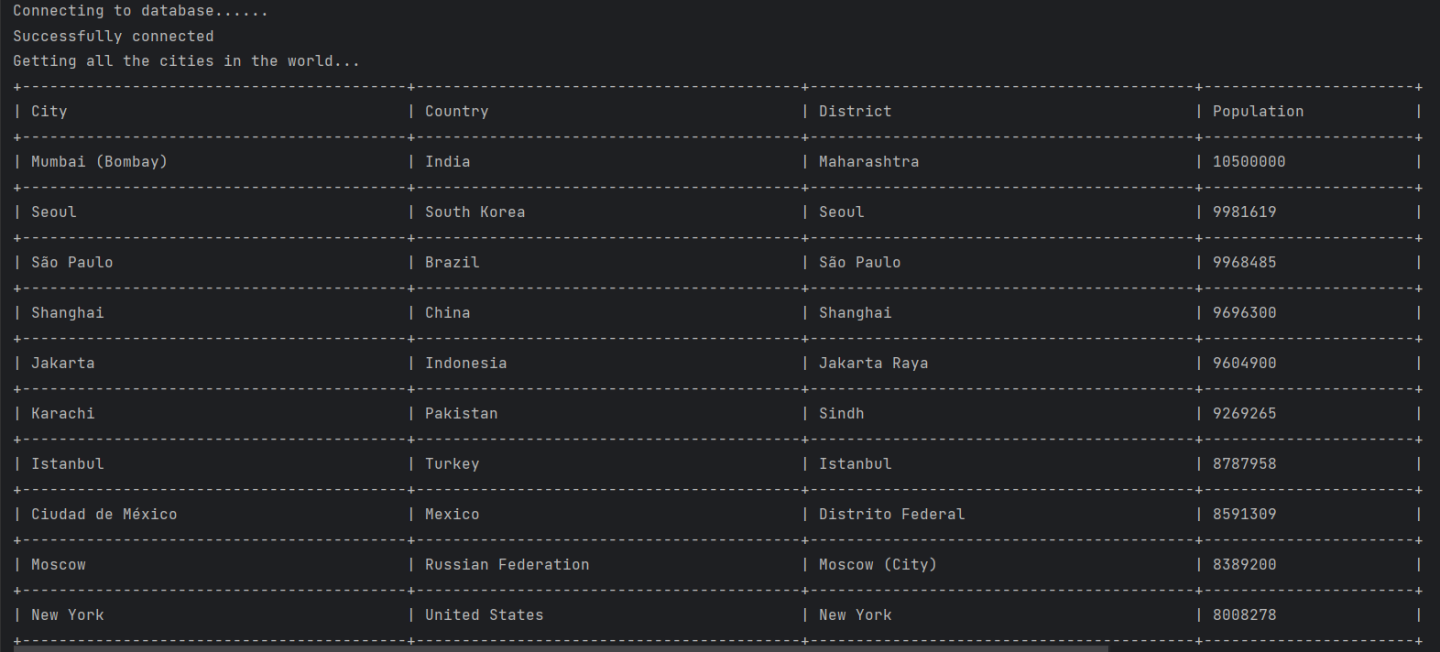 Connecting to database......
Successfully connected
Getting all the cities in the world...
+------------------------------------------+------------------------------------------+------------------------------------------+-----------------------+
| City | Country | District | Population |
+------------------------------------------+------------------------------------------+------------------------------------------+-----------------------+
| Mumbai (Bombay) | India | Maharashtra | 10500000 |
+------------------------------------------+------------------------------------------+------------------------------------------+-----------------------+
| Seoul | South Korea | Seoul | 9981619 |
+------------------------------------------+------------------------------------------+------------------------------------------+-----------------------+
| São Paulo | Brazil | São Paulo | 9968485 |
+------------------------------------------+------------------------------------------+------------------------------------------+-----------------------+
| Shanghai | China | Shanghai | 9696300 |
+------------------------------------------+------------------------------------------+------------------------------------------+-----------------------+
| Jakarta | Indonesia | Jakarta Raya | 9604900 |
+------------------------------------------+------------------------------------------+------------------------------------------+-----------------------+
| Karachi | Pakistan | Sindh | 9269265 |
+------------------------------------------+------------------------------------------+------------------------------------------+-----------------------+
| Istanbul | Turkey | Istanbul | 8787958 |
+------------------------------------------+------------------------------------------+------------------------------------------+-----------------------+
| Ciudad de México | Mexico | Distrito Federal | 8591309 |
+------------------------------------------+------------------------------------------+------------------------------------------+-----------------------+
| Moscow | Russian Federation | Moscow (City) | 8389200 |
+------------------------------------------+------------------------------------------+------------------------------------------+-----------------------+
| New York | United States | New York | 8008278 |
+------------------------------------------+------------------------------------------+------------------------------------------+-----------------------+